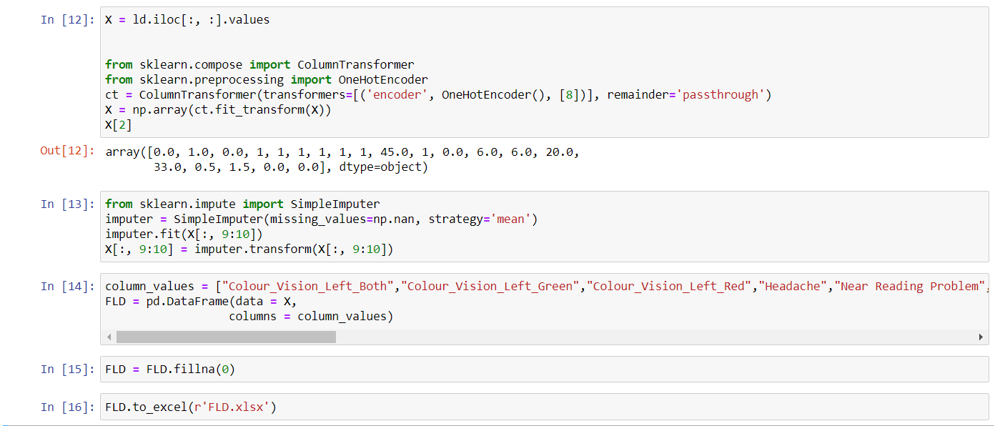 In [12]: X = ld.iloc[:, :].values
from sklearn.compose import ColumnTransformer
from sklearn.preprocessing import OneHotEncoder
ct = ColumnTransformer(transformers=[('encoder', OneHotEncoder(), [8])], remainder='passthrough')
X = np.array(ct.fit_transform(X))
X[2]
Out[12]: array([0.0, 1.0, 0.0, 1, 1, 1, 1, 1, 1, 45.0, 1, 0.0, 6.0, 6.0, 20.0,
33.0, 0.5, 1.5, 0.0, 0.0], dtype=object)
In [13]: from sklearn.impute import SimpleImputer
imputer = SimpleImputer(missing_values=np.nan, strategy='mean')
imputer.fit(X[:, 9:10])
X[:, 9:10] = imputer.transform(X[:, 9:10])
In [14]: column_values = ["Colour_Vision_Left_Both","Colour_Vision_Left_Green","Colour_Vision_Left_Red","Headache","Near Reading Problem",
FLD = pd.DataFrame(data = X,
columns = column_values)
In [15]: FLD = FLD.fillna(0)
In [16]: FLD.to_excel(r'FLD.xlsx')